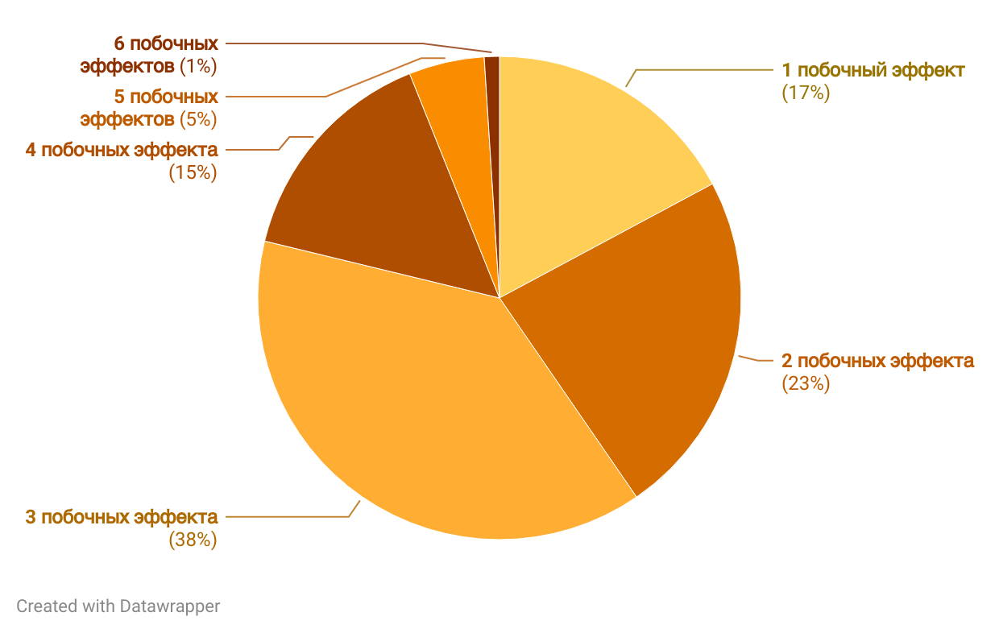 6 побочных
эффектов (1%)
5 побочных
эффектов (5%)
4 побочных эффекта
(15%)
1 побочный эффект
(17%)
2 побочных эффекта
(23%)
3 побочных эффекта
(38%)
Created with Datawrapper